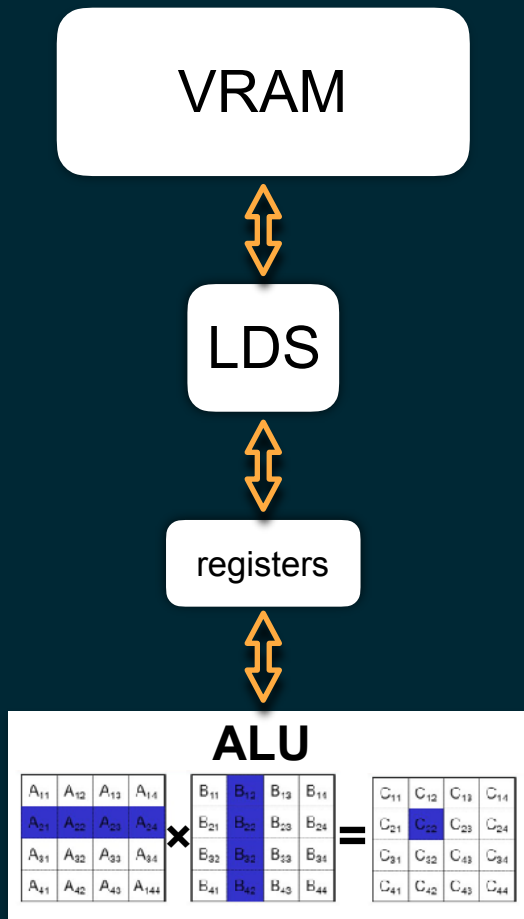 VRAM
LDS
registers
ALU
A11 A12 A13 A14
A21 A22 A23 A24
A31 A32 A33 A34
A41 A42 A43 A144
×
B11 B12 B13 B14
B21 B22 B23 B24
B32 B32 B33 B34
B41 B42 B43 B44
=
C11 C12 C13 C14
C21 C22 C23 C24
C31 C32 C43 C34
C41 C42 C43 C44